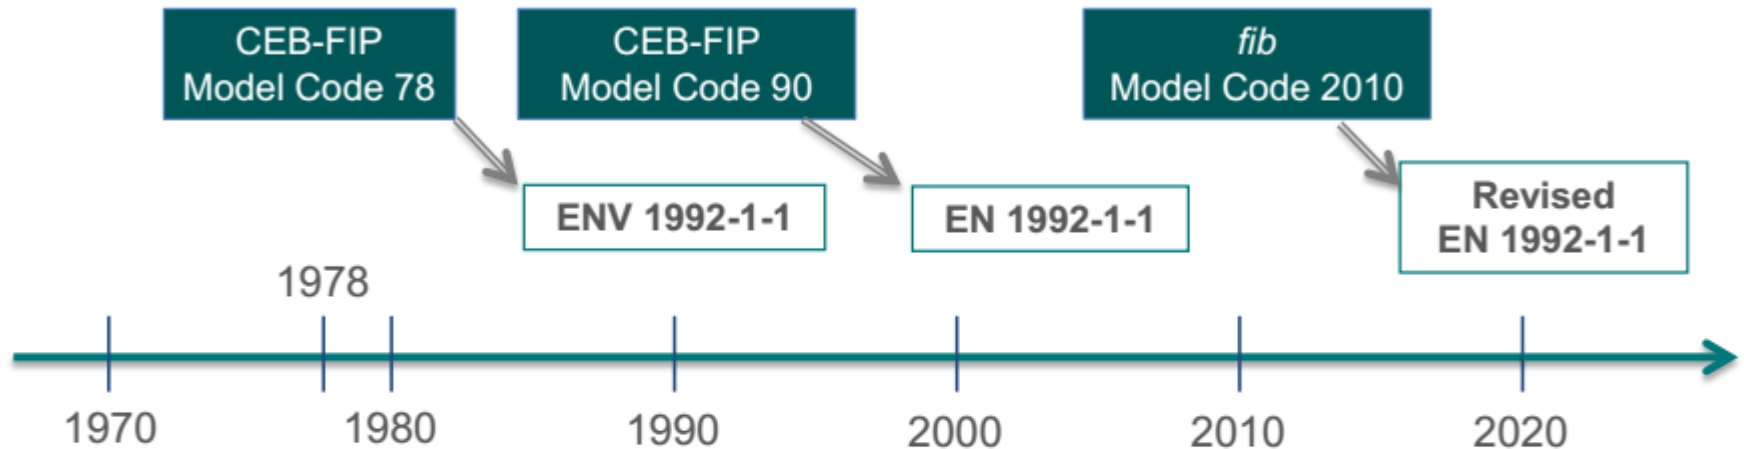 CEB-FIP
Model Code 78
CEB-FIP
Model Code 90
fib
Model Code 2010
ENV 1992-1-1
EN 1992-1-1
Revised
EN 1992-1-1
1978
1970
1980
1990
2000
2010
2020